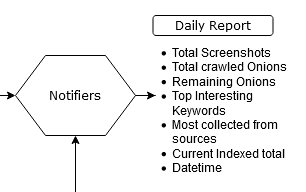 Daily Report
Notifiers
• Total Screenshots
• Total crawled Onions
• Remaining Onions
• Top Interesting
Keywords
• Most collected from
sources
• Current Indexed total
• Datetime